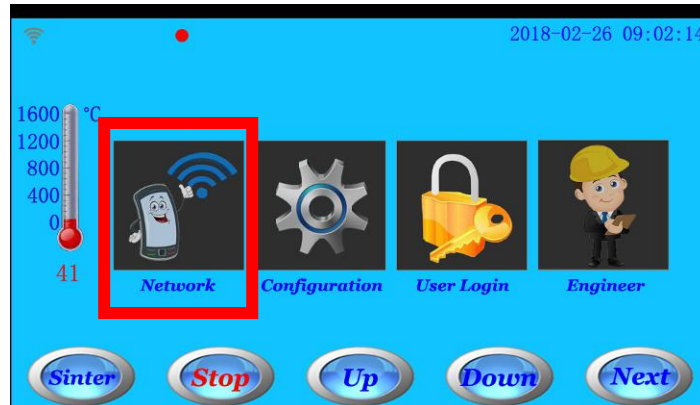 2018-02-26 09:02:14
1600 °C
1200
800
400
0
41
Network Configuration User Login Engineer
Sinter Stop Up Down Next